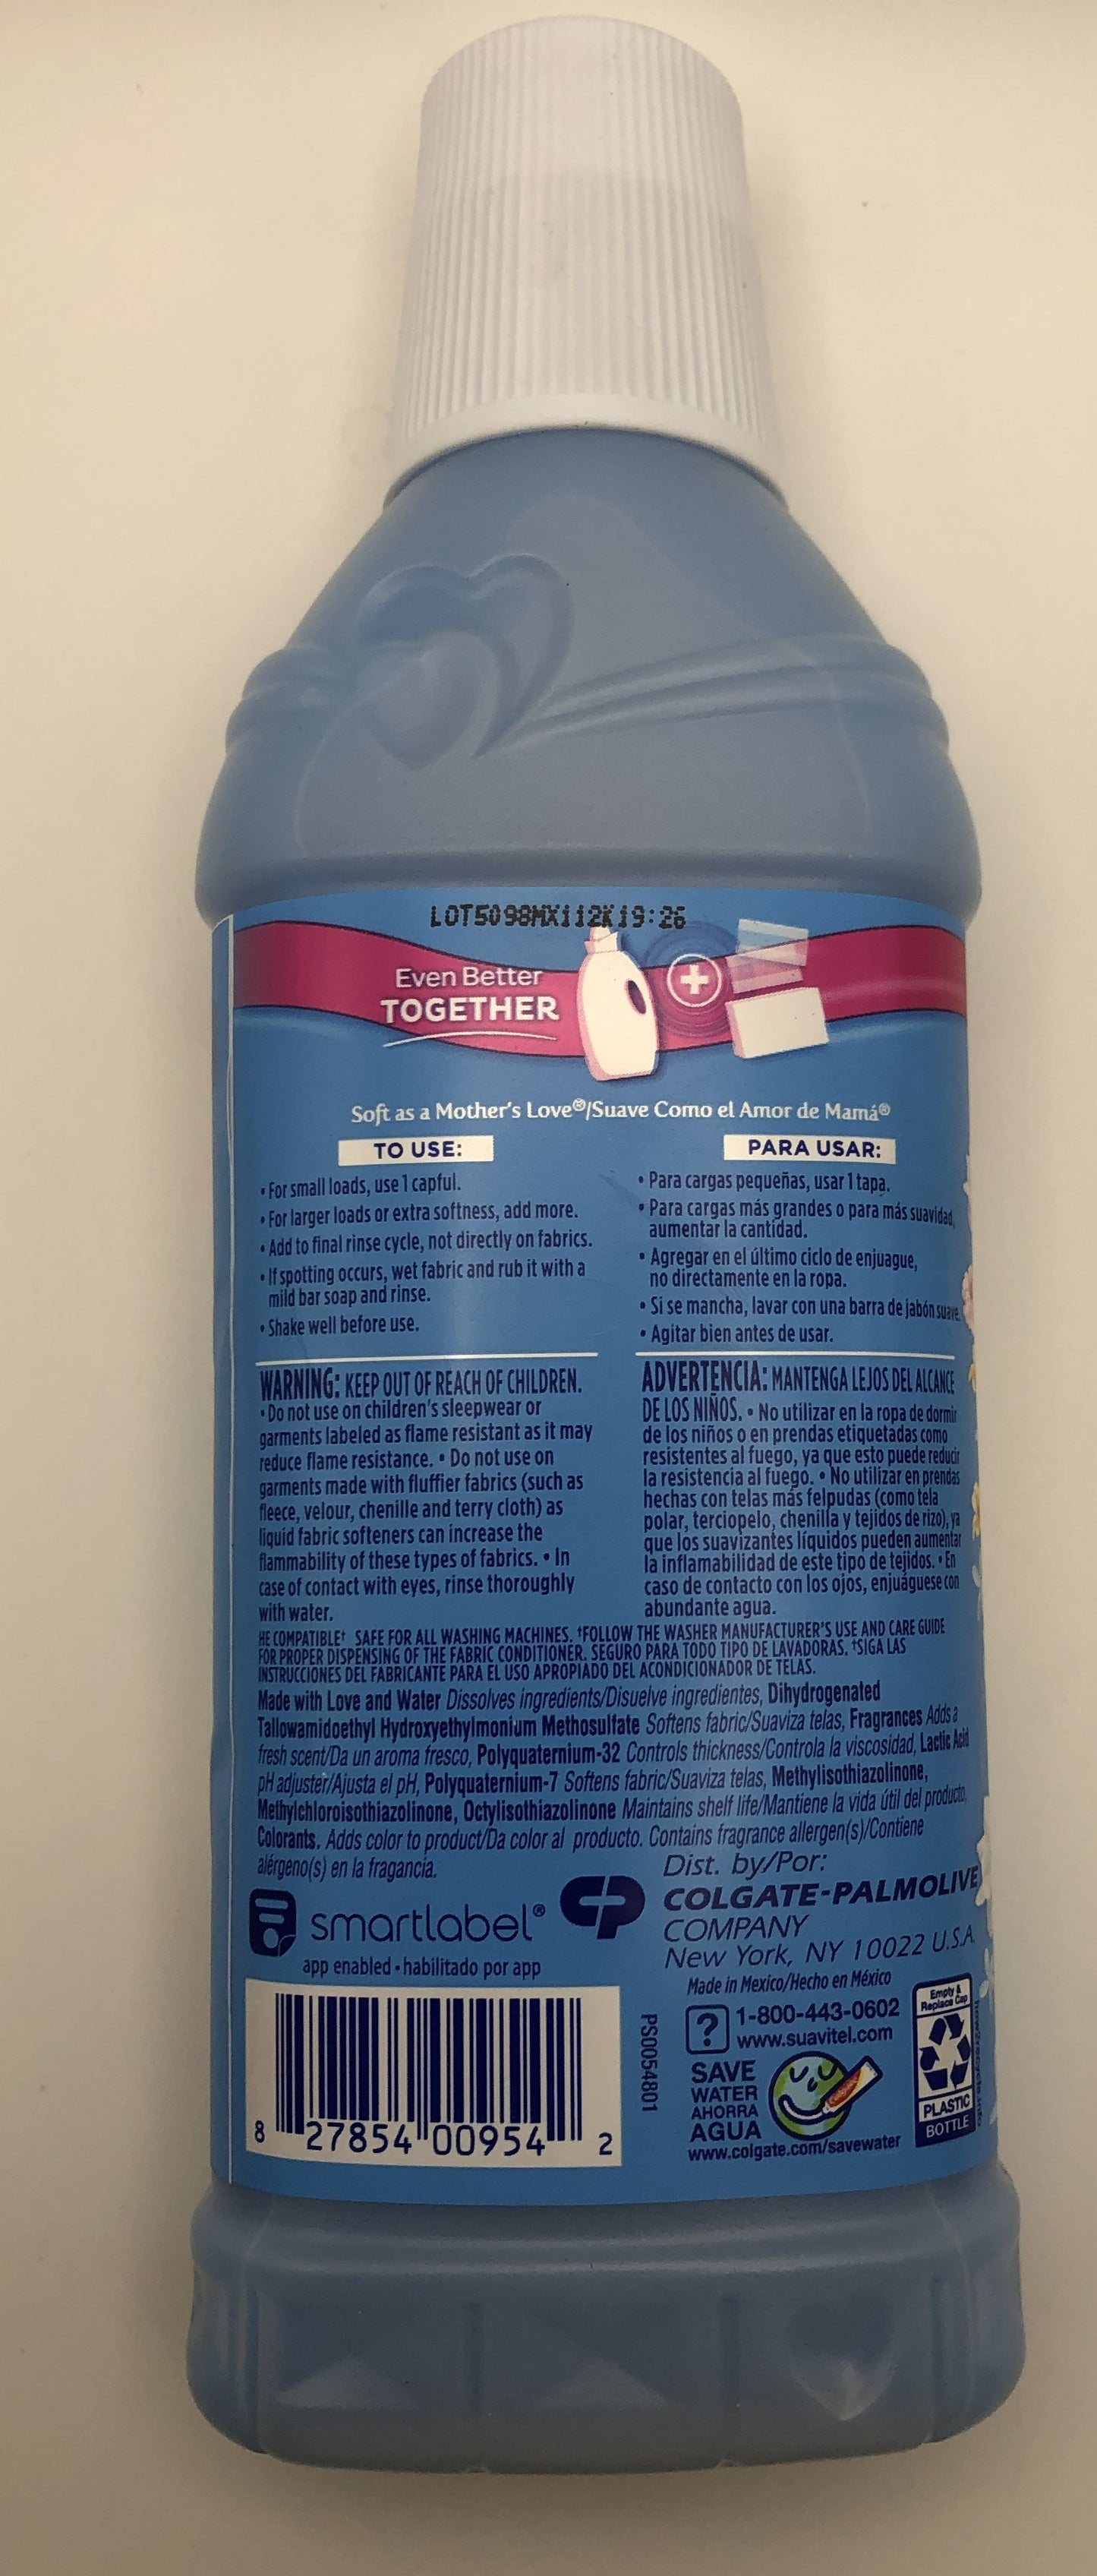 LOT5098MX112K19:26
Even Better
TOGETHER
Soft as a Mother's Love®/Suave Como el Amor de Mamá®
TO USE:
• For small loads, use 1 capful.
• For larger loads or extra softness, add more.
• Add to final rinse cycle, not directly on fabrics.
• If spotting occurs, wet fabric and rub it with a
mild bar soap and rinse.
• Shake well before use.
WARNING: KEEP OUT OF REACH OF CHILDREN.
• Do not use on children's sleepwear or
garments labeled as flame resistant as it may
reduce flame resistance. • Do not use on
garments made with fluffier fabrics (such as
fleece, velour, chenille and terry cloth) as
liquid fabric softeners can increase the
flammability of these types of fabrics. • In
case of contact with eyes, rinse thoroughly
with water.
PARA USAR:
• Para cargas pequeñas, usar 1 tapa.
• Para cargas más grandes o para más suavidad,
aumentar la cantidad.
• Agregar en el último ciclo de enjuague,
no directamente en la ropa.
• Si se mancha, lavar con una barra de jabón suave.
• Agitar bien antes de usar.
ADVERTENCIA: MANTENGA LEJOS DEL ALCANCE
DE LOS NIÑOS. • No utilizar en la ropa de dormir
de los niños o en prendas etiquetadas como
resistentes al fuego, ya que esto puede reducir
la resistencia al fuego. • No utilizar en prendas
hechas con telas más felpudas (como tela
polar, terciopelo, chenilla y tejidos de rizo), ya
que los suavizantes líquidos pueden aumentar
la inflamabilidad de este tipo de tejidos. • En
caso de contacto con los ojos, enjuáguese con
abundante agua.
HE COMPATIBLE† SAFE FOR ALL WASHING MACHINES. †FOLLOW THE WASHER MANUFACTURER'S USE AND CARE GUIDE
FOR PROPER DISPENSING OF THE FABRIC CONDITIONER. SEGURO PARA TODO TIPO DE LAVADORAS. †SIGA LAS
INSTRUCCIONES DEL FABRICANTE PARA EL USO APROPIADO DEL ACONDICIONADOR DE TELAS.
Made with Love and Water Dissolves ingredients/Disuelve ingredientes, Dihydrogenated
Tallowamidoethyl Hydroxyethylmonium Methosulfate Softens fabric/Suaviza telas, Fragrances Adds a
fresh scent/Da un aroma fresco, Polyquaternium-32 Controls thickness/Controla la viscosidad, Lactic Acid
pH adjuster/Ajusta el pH, Polyquaternium-7 Softens fabric/Suaviza telas, Methylisothiazolinone,
Methylchloroisothiazolinone, Octylisothiazolinone Maintains shelf life/Mantiene la vida útil del producto,
Colorants. Adds color to product/Da color al producto. Contains fragrance allergen(s)/Contiene
alérgeno(s) en la fragancia.
smartlabel®
app enabled • habilitado por app
CP
Dist. by/Por:
COLGATE-PALMOLIVE
COMPANY
New York, NY 10022 U.S.A.
Made in Mexico/Hecho en México
? 1-800-443-0602
www.suavitel.com
SAVE
WATER
AHORRA
AGUA
www.colgate.com/savewater
Colgate
PS0054801
Empty &
Replace Cap
PLASTIC
BOTTLE
how2recycle.info
8 27854 00954 2